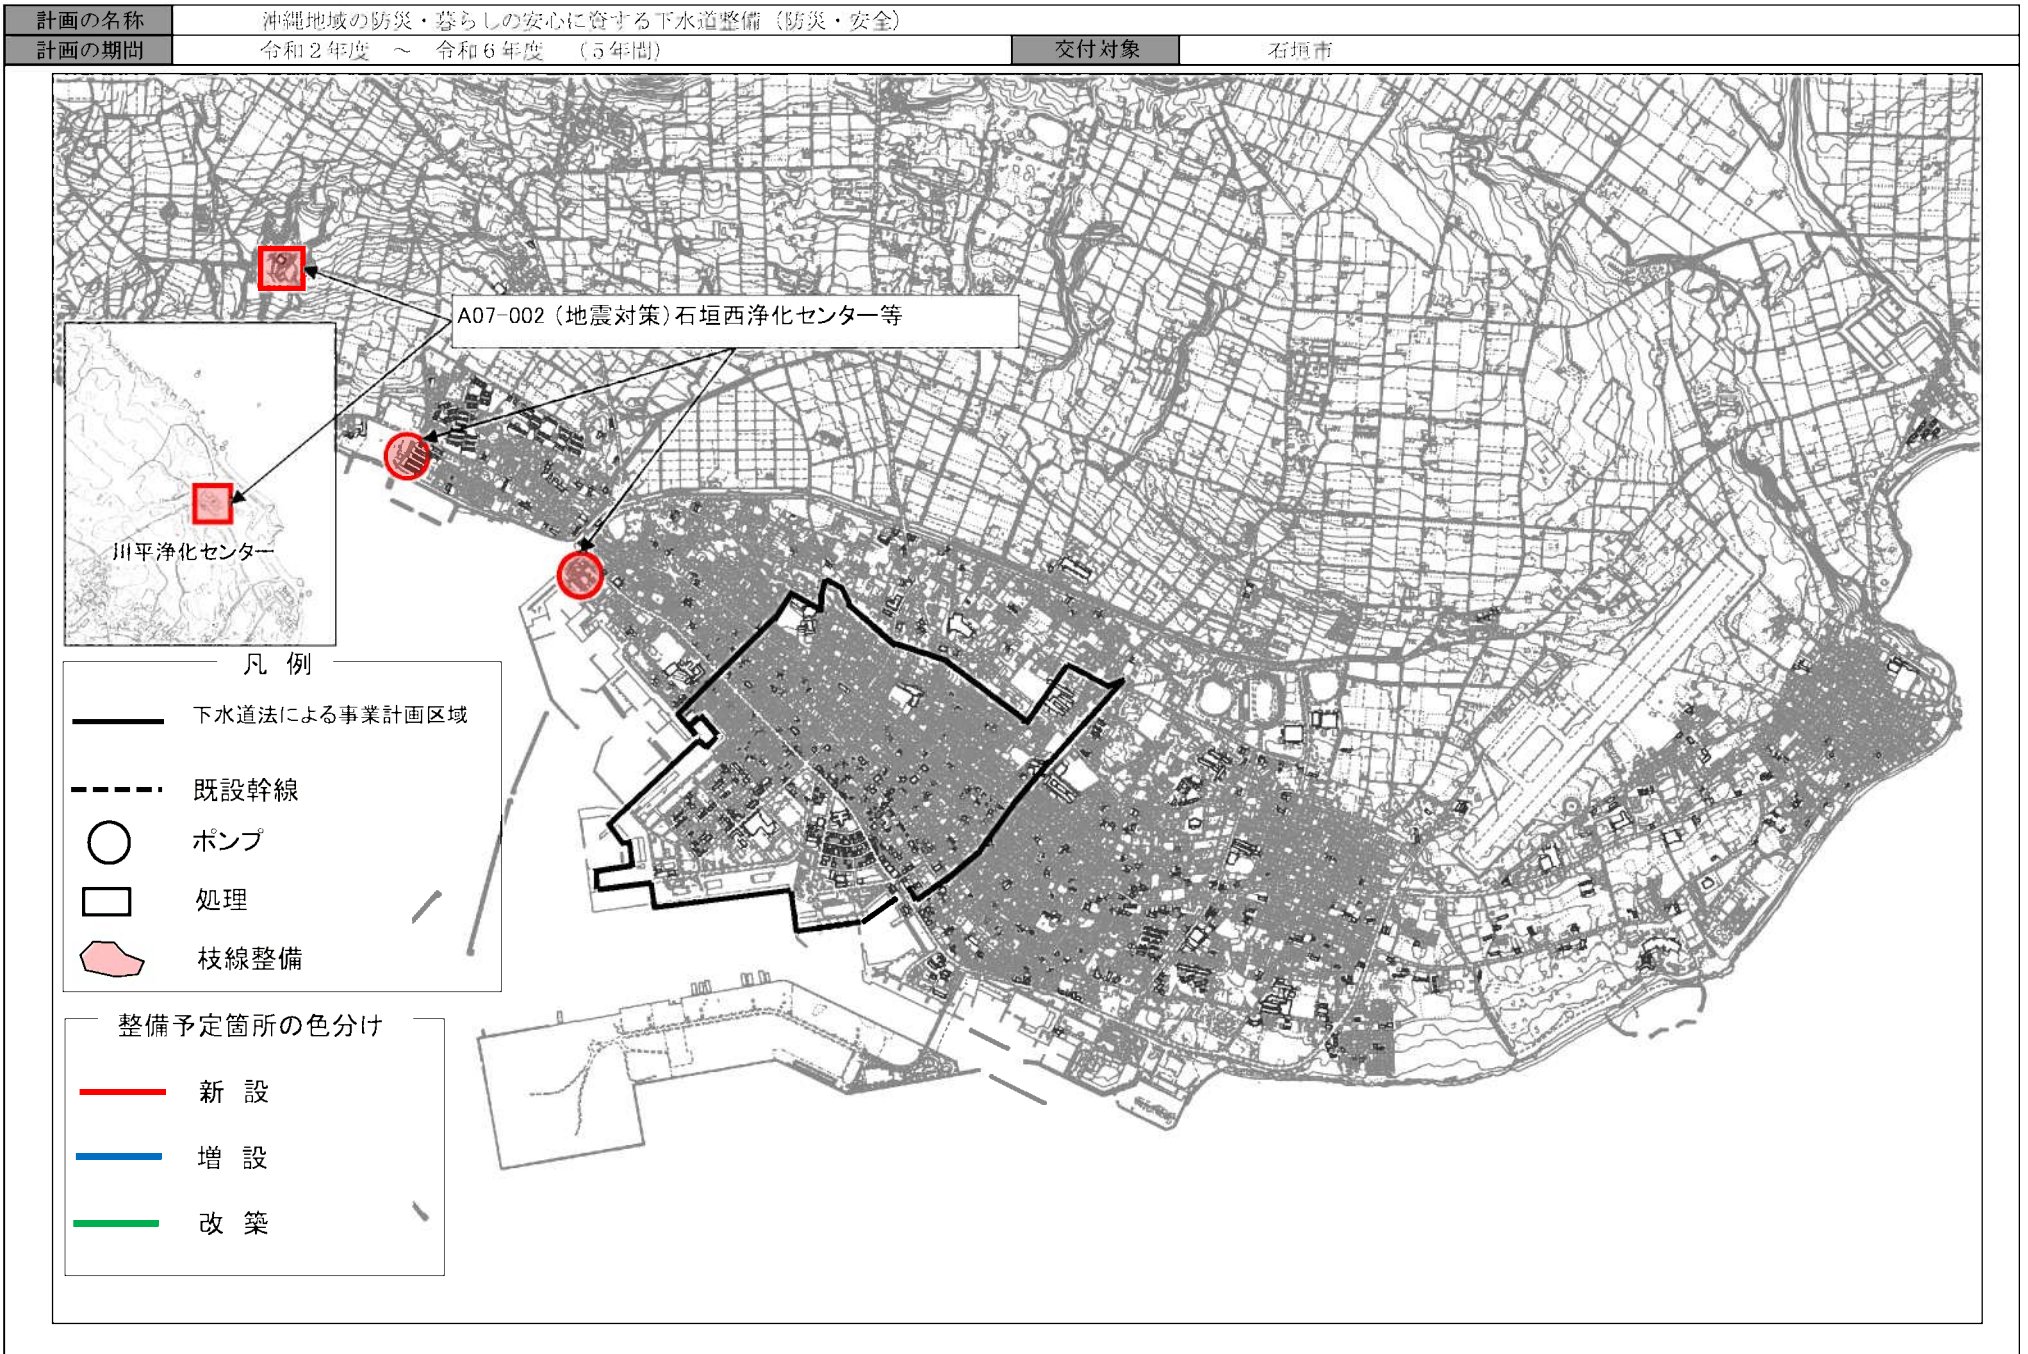 計画の名称 沖縄地域の防災・暮らしの安心に資する下水道整備（防災・安全）
計画の期間 令和２年度 ～ 令和６年度 （５年間） 交付対象 石垣市
A07-002（地震対策）石垣西浄化センター等
川平浄化センター
凡 例
下水道法による事業計画区域
既設幹線
ポンプ
処理
枝線整備
整備予定箇所の色分け
新 設
増 設
改 築